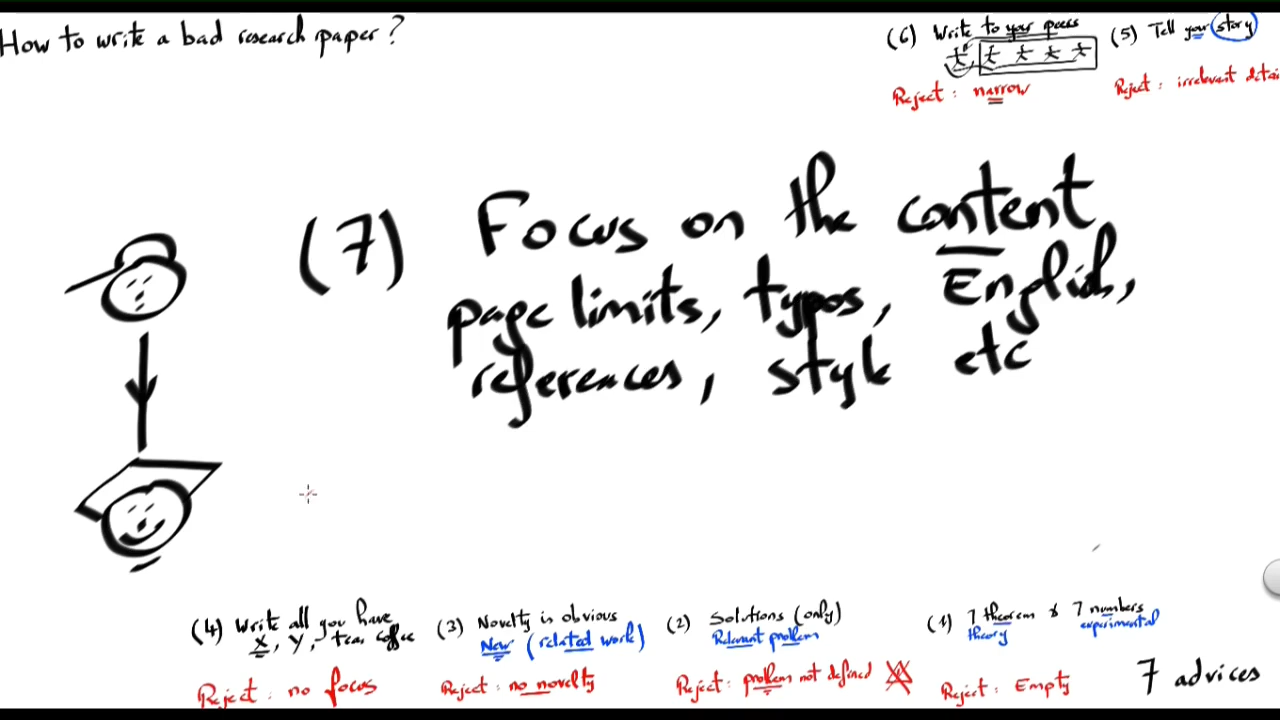 How to write a bad research paper?
(6) Write to your peers
Reject: narrow
(5) Tell your story
Reject: irrelevant detai
(7) Focus on the content
page limits, typos, English,
references, style etc
(4) Write all you have
X, Y,
Reject: no focus
(3) Novelty is obvious
New (related work)
Reject: no novelty
(2) Solutions (only)
Relevant problem
Reject: problem not defined
(1) 7 theorem & 7 numbers
theory experimental
Reject: Empty
7 advices